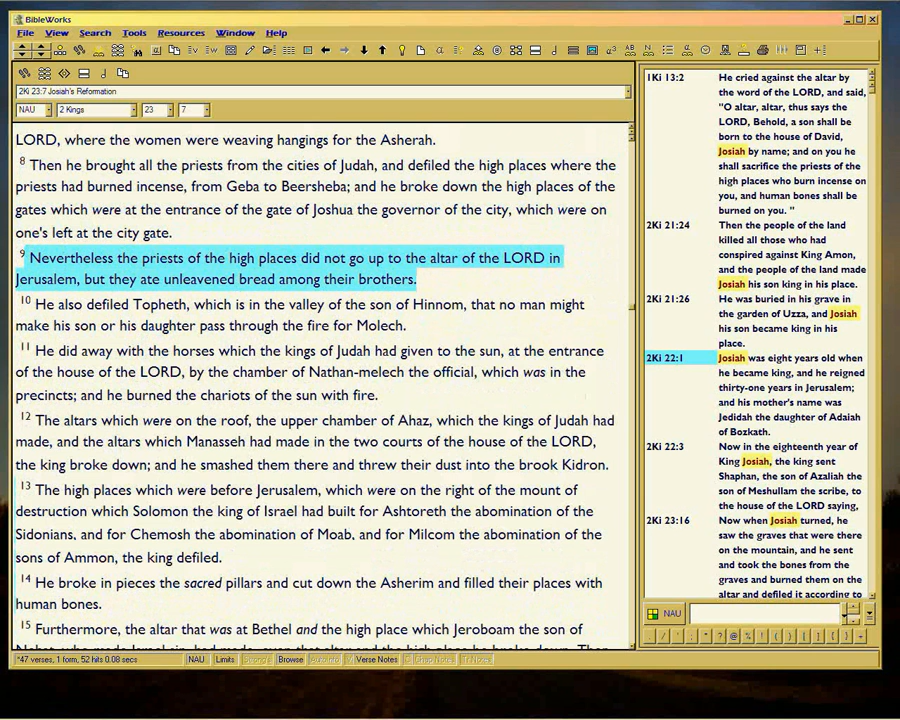 BibleWorks
File View Search Tools Resources Window Help
2Ki 23:7 Josiah's Reformation
NAU 2 Kings 23 7
LORD, where the women were weaving hangings for the Asherah.
8 Then he brought all the priests from the cities of Judah, and defiled the high places where the
priests had burned incense, from Geba to Beersheba; and he broke down the high places of the
gates which were at the entrance of the gate of Joshua the governor of the city, which were on
one's left at the city gate.
9 Nevertheless the priests of the high places did not go up to the altar of the LORD in
Jerusalem, but they ate unleavened bread among their brothers.
10 He also defiled Topheth, which is in the valley of the son of Hinnom, that no man might
make his son or his daughter pass through the fire for Molech.
11 He did away with the horses which the kings of Judah had given to the sun, at the entrance
of the house of the LORD, by the chamber of Nathan-melech the official, which was in the
precincts; and he burned the chariots of the sun with fire.
12 The altars which were on the roof, the upper chamber of Ahaz, which the kings of Judah had
made, and the altars which Manasseh had made in the two courts of the house of the LORD,
the king broke down; and he smashed them there and threw their dust into the brook Kidron.
13 The high places which were before Jerusalem, which were on the right of the mount of
destruction which Solomon the king of Israel had built for Ashtoreth the abomination of the
Sidonians, and for Chemosh the abomination of Moab, and for Milcom the abomination of the
sons of Ammon, the king defiled.
14 He broke in pieces the sacred pillars and cut down the Asherim and filled their places with
human bones.
15 Furthermore, the altar that was at Bethel and the high place which Jeroboam the son of
*47 verses, 1 form, 52 hits 0.08 secs NAU Limits Browse Verse Notes
1Ki 13:2 He cried against the altar by
the word of the LORD, and said,
"O altar, altar, thus says the
LORD, Behold, a son shall be
born to the house of David,
Josiah by name; and on you he
shall sacrifice the priests of the
high places who burn incense on
you, and human bones shall be
burned on you. "
2Ki 21:24 Then the people of the land
killed all those who had
conspired against King Amon,
and the people of the land made
Josiah his son king in his place.
2Ki 21:26 He was buried in his grave in
the garden of Uzza, and Josiah
his son became king in his
place.
2Ki 22:1 Josiah was eight years old when
he became king, and he reigned
thirty-one years in Jerusalem;
and his mother's name was
Jedidah the daughter of Adaiah
of Bozkath.
2Ki 22:3 Now in the eighteenth year of
King Josiah, the king sent
Shaphan, the son of Azaliah the
son of Meshullam the scribe, to
the house of the LORD saying,
2Ki 23:16 Now when Josiah turned, he
saw the graves that were there
on the mountain, and he sent
and took the bones from the
graves and burned them on the
altar and defiled it according to
NAU